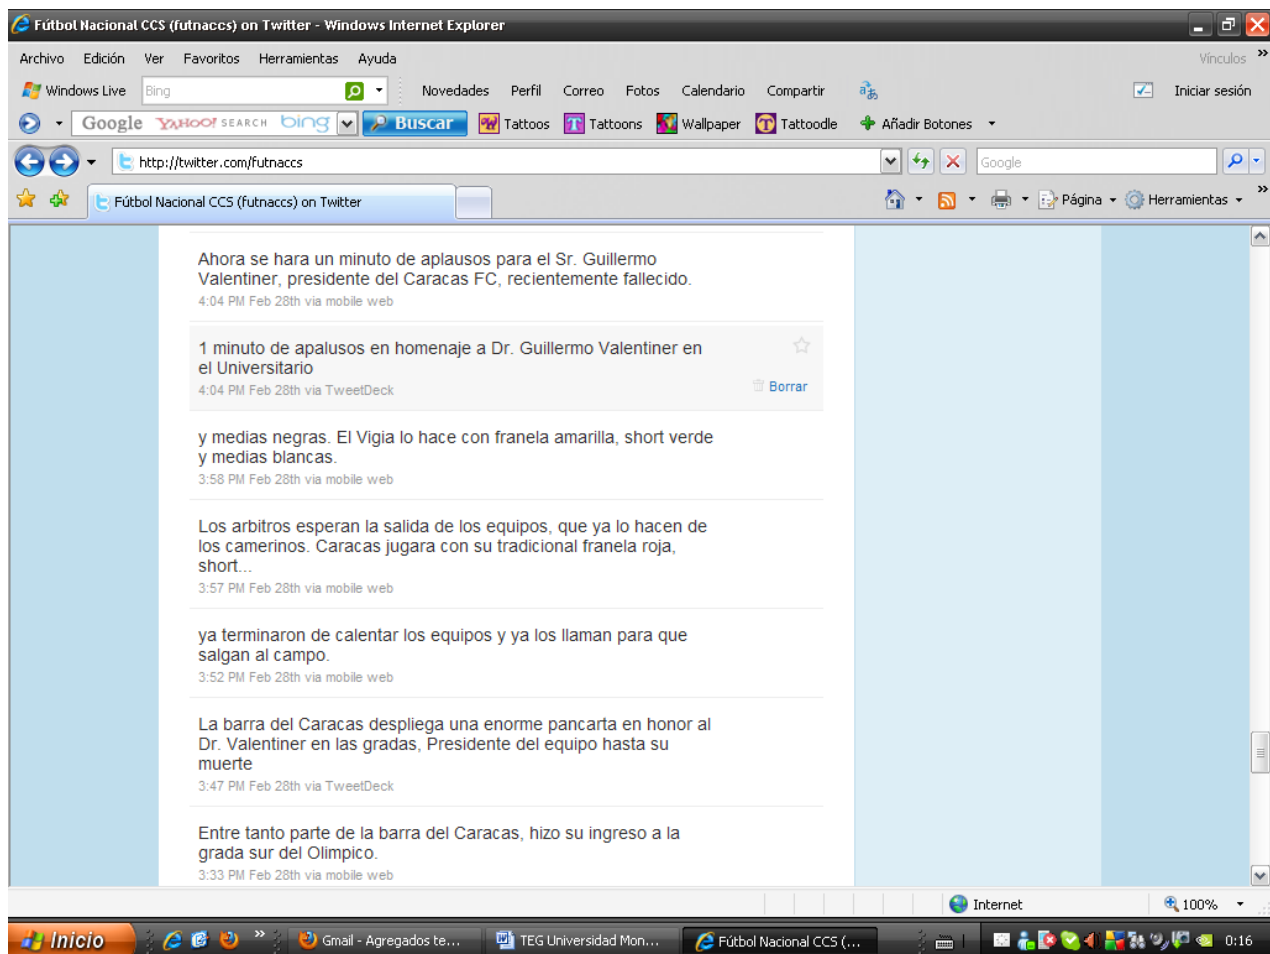 Fútbol Nacional CCS (futnaccs) on Twitter - Windows Internet Explorer
Archivo Edición Ver Favoritos Herramientas Ayuda Vínculos »
Windows Live Bing Novedades Perfil Correo Fotos Calendario Compartir Iniciar sesión
Google YAHOO! SEARCH bing Buscar Tattoos Tattoons Wallpaper Tattoodle Añadir Botones
http://twitter.com/futnaccs Google
Fútbol Nacional CCS (futnaccs) on Twitter Página Herramientas »
Ahora se hara un minuto de aplausos para el Sr. Guillermo
Valentiner, presidente del Caracas FC, recientemente fallecido.
4:04 PM Feb 28th via mobile web
1 minuto de apalusos en homenaje a Dr. Guillermo Valentiner en
el Universitario
4:04 PM Feb 28th via TweetDeck Borrar
y medias negras. El Vigia lo hace con franela amarilla, short verde
y medias blancas.
3:58 PM Feb 28th via mobile web
Los arbitros esperan la salida de los equipos, que ya lo hacen de
los camerinos. Caracas jugara con su tradicional franela roja,
short...
3:57 PM Feb 28th via mobile web
ya terminaron de calentar los equipos y ya los llaman para que
salgan al campo.
3:52 PM Feb 28th via mobile web
La barra del Caracas despliega una enorme pancarta en honor al
Dr. Valentiner en las gradas, Presidente del equipo hasta su
muerte
3:47 PM Feb 28th via TweetDeck
Entre tanto parte de la barra del Caracas, hizo su ingreso a la
grada sur del Olimpico.
3:33 PM Feb 28th via mobile web
Internet 100%
Inicio » Gmail - Agregados te... TEG Universidad Mon... Fútbol Nacional CCS (... 0:16